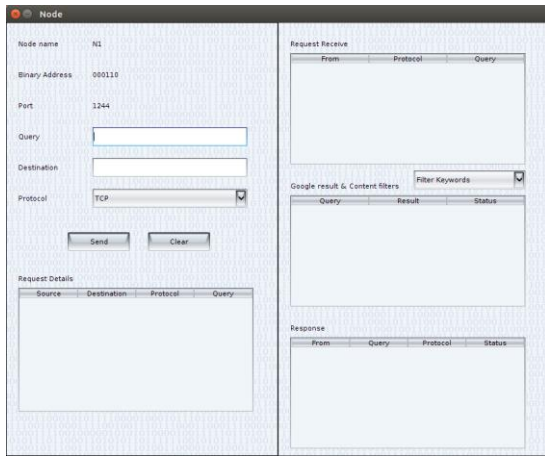 Node
Node name N1
Binary Address 000110
Port 1244
Query
Destination
Protocol TCP
Send Clear
Request Details
Source Destination Protocol Query
Request Receive
From Protocol Query
Filter Keywords
Google result & Content filters
Query Result Status
Response
From Query Protocol Status